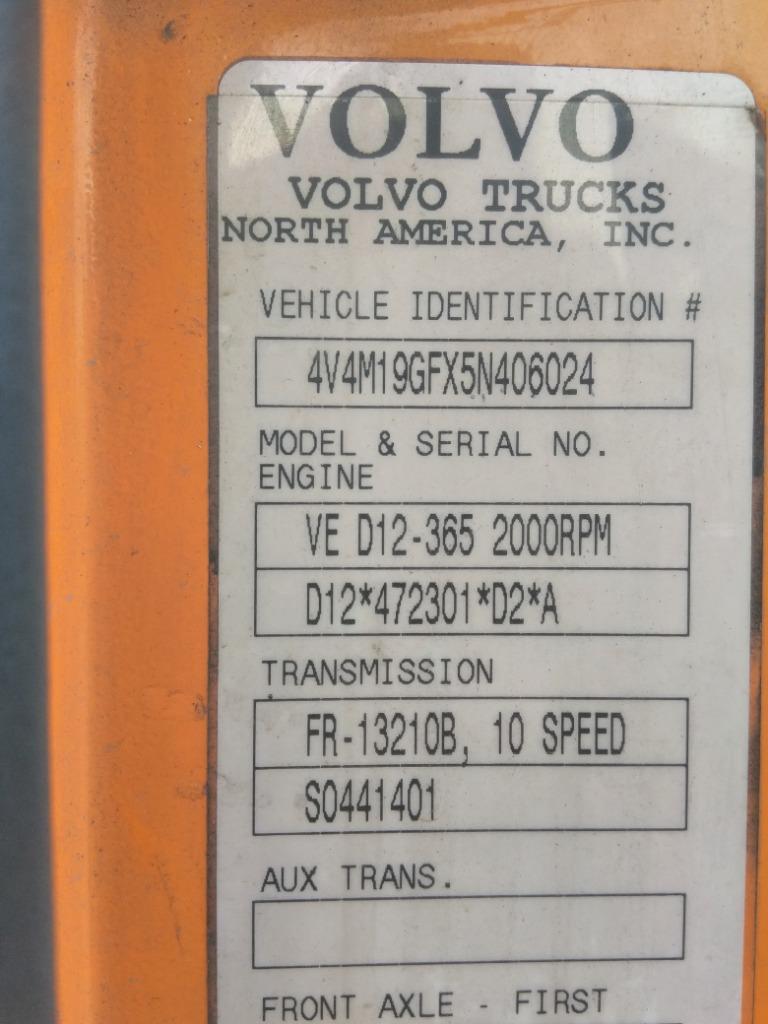 VOLVO
VOLVO TRUCKS
NORTH AMERICA, INC.
VEHICLE IDENTIFICATION #
4V4M19GFX5N406024
MODEL & SERIAL NO.
ENGINE
VE D12-365 2000RPM
D12*472301*D2*A
TRANSMISSION
FR-13210B, 10 SPEED
S0441401
AUX TRANS.
FRONT AXLE - FIRST